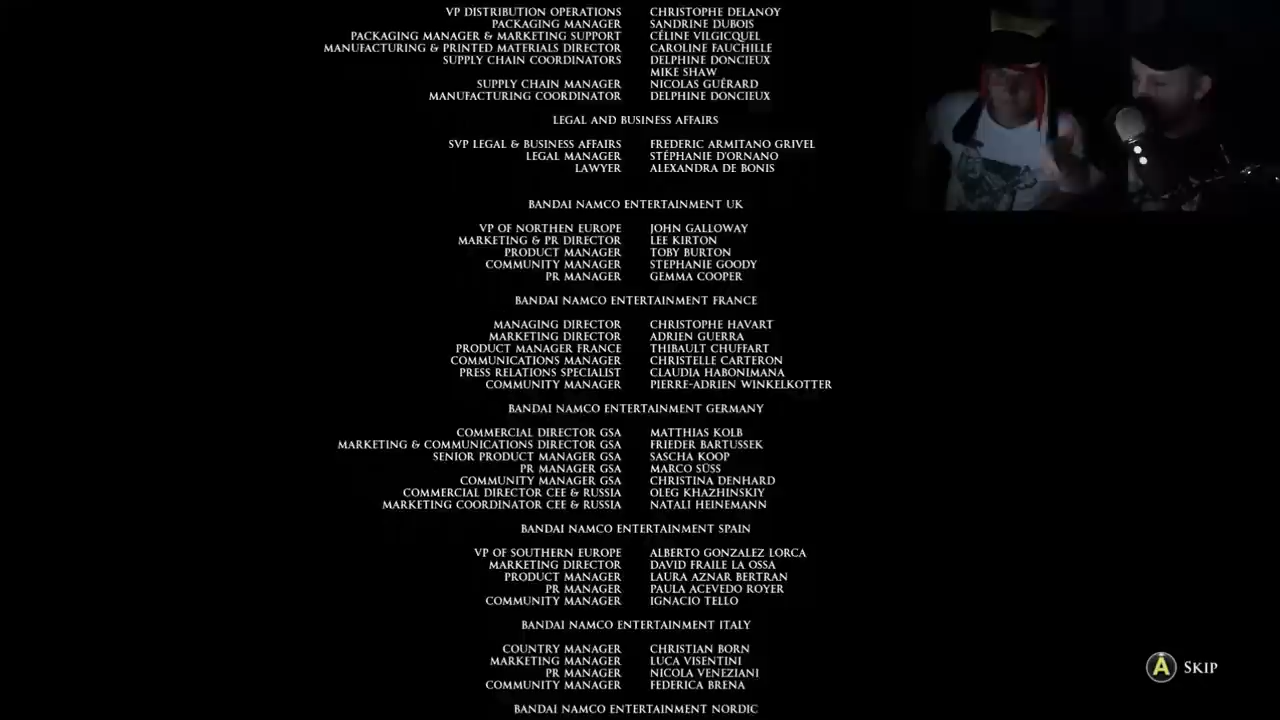 VP DISTRIBUTION OPERATIONS CHRISTOPHE DELANOY
PACKAGING MANAGER SANDRINE DUBOIS
PACKAGING MANAGER & MARKETING SUPPORT CÉLINE VILGICQUEL
MANUFACTURING & PRINTED MATERIALS DIRECTOR CAROLINE FAUCHILLE
SUPPLY CHAIN COORDINATORS DELPHINE DONCIEUX
MIKE SHAW
SUPPLY CHAIN MANAGER NICOLAS GUÉRARD
MANUFACTURING COORDINATOR DELPHINE DONCIEUX
LEGAL AND BUSINESS AFFAIRS
SVP LEGAL & BUSINESS AFFAIRS FREDERIC ARMITANO GRIVEL
LEGAL MANAGER STÉPHANIE D'ORNANO
LAWYER ALEXANDRA DE BONIS
BANDAI NAMCO ENTERTAINMENT UK
VP OF NORTHEN EUROPE JOHN GALLOWAY
MARKETING & PR DIRECTOR LEE KIRTON
PRODUCT MANAGER TOBY BURTON
COMMUNITY MANAGER STEPHANIE GOODY
PR MANAGER GEMMA COOPER
BANDAI NAMCO ENTERTAINMENT FRANCE
MANAGING DIRECTOR CHRISTOPHE HAVART
MARKETING DIRECTOR ADRIEN GUERRA
PRODUCT MANAGER FRANCE THIBAULT CHUFFART
COMMUNICATIONS MANAGER CHRISTELLE CARTERON
PRESS RELATIONS SPECIALIST CLAUDIA HABONIMANA
COMMUNITY MANAGER PIERRE-ADRIEN WINKELKOTTER
BANDAI NAMCO ENTERTAINMENT GERMANY
COMMERCIAL DIRECTOR GSA MATTHIAS KOLB
MARKETING & COMMUNICATIONS DIRECTOR GSA FRIEDER BARTUSSEK
SENIOR PRODUCT MANAGER GSA SASCHA KOOP
PR MANAGER GSA MARCO SÜSS
COMMUNITY MANAGER GSA CHRISTINA DENHARD
COMMERCIAL DIRECTOR CEE & RUSSIA OLEG KHAZHINSKIY
MARKETING COORDINATOR CEE & RUSSIA NATALI HEINEMANN
BANDAI NAMCO ENTERTAINMENT SPAIN
VP OF SOUTHERN EUROPE ALBERTO GONZALEZ LORCA
MARKETING DIRECTOR DAVID FRAILE LA OSSA
PRODUCT MANAGER LAURA AZNAR BERTRAN
PR MANAGER PAULA ACEVEDO ROYER
COMMUNITY MANAGER IGNACIO TELLO
BANDAI NAMCO ENTERTAINMENT ITALY
COUNTRY MANAGER CHRISTIAN BORN
MARKETING MANAGER LUCA VISENTINI
PR MANAGER NICOLA VENEZIANI
COMMUNITY MANAGER FEDERICA BRENA
BANDAI NAMCO ENTERTAINMENT NORDIC
A SKIP